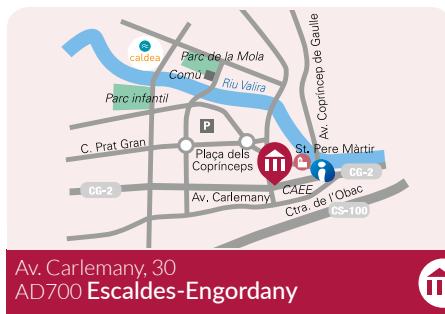 caldea
Parc de la Mola
Comú
Riu Valira
Av. Copríncep de Gaulle
Parc infantil
P
C. Prat Gran
Plaça dels
Coprínceps
St. Pere Màrtir
i
CG-2
CG-2
CAEE
Av. Carlemany
Ctra. de l'Obac
CS-100
Av. Carlemany, 30
AD700 Escaldes-Engordany